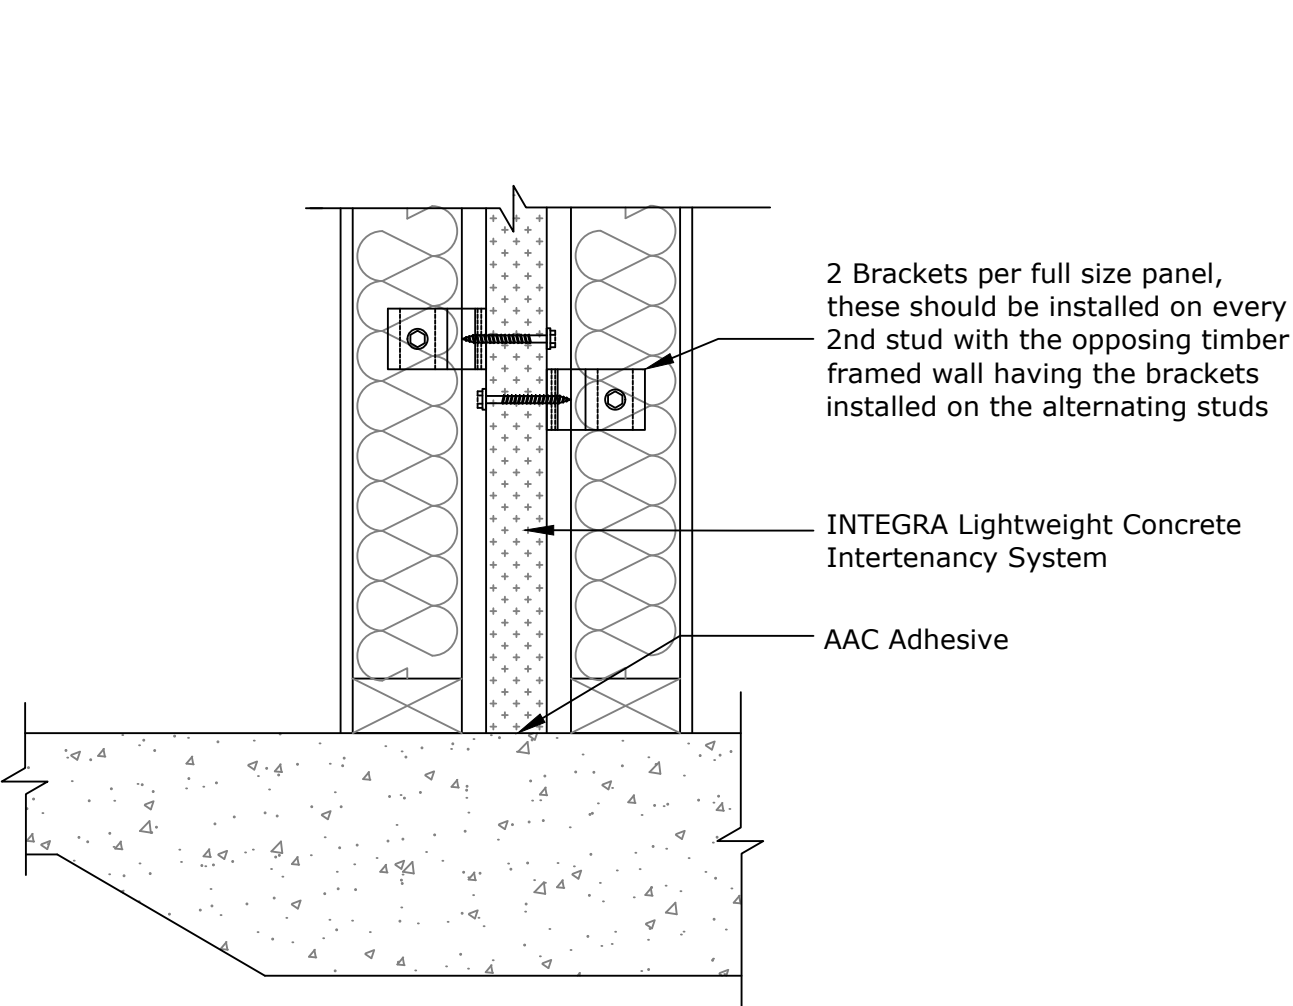 2 Brackets per full size panel,
these should be installed on every
2nd stud with the opposing timber
framed wall having the brackets
installed on the alternating studs
INTEGRA Lightweight Concrete
Intertenancy System
AAC Adhesive